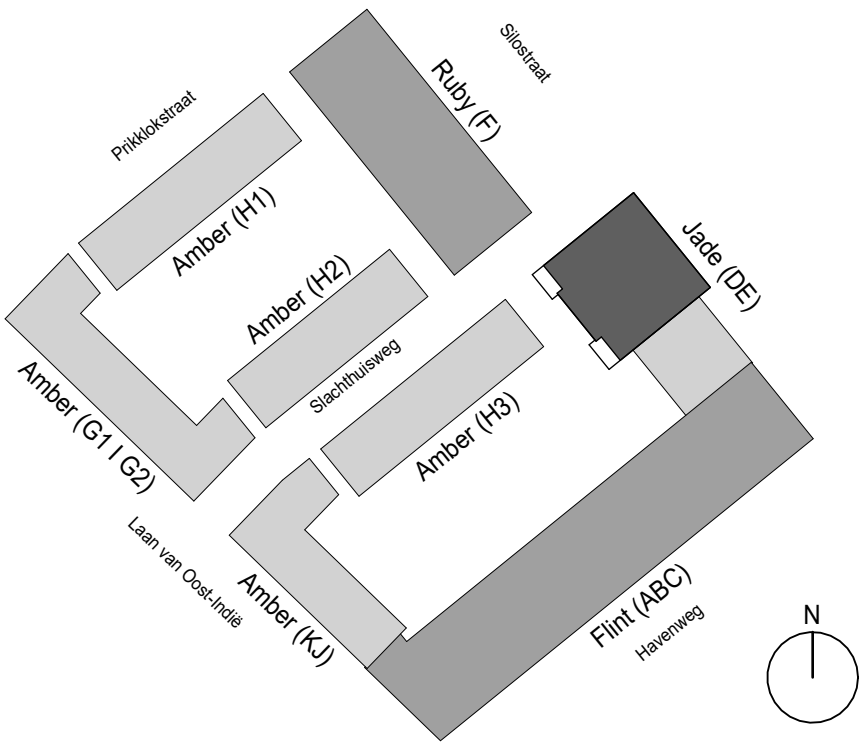 Silostraat
Ruby (F)
Prikklokstraat
Amber (H1)
Jade (DE)
Amber (H2)
Slachthuisweg
Amber (G1 I G2)
Amber (H3)
Laan van Oost-Indië
Amber (KJ)
Flint (ABC)
Havenweg
N